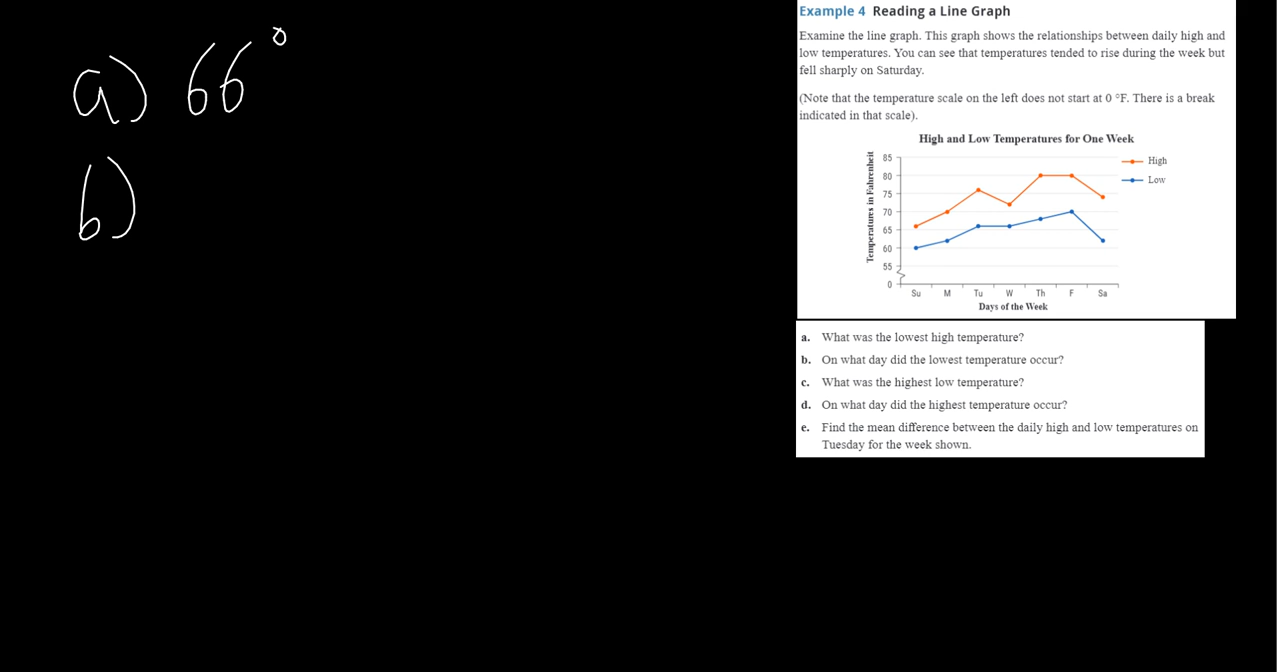 a) 66°
b)
Example 4 Reading a Line Graph
Examine the line graph. This graph shows the relationships between daily high and
low temperatures. You can see that temperatures tended to rise during the week but
fell sharply on Saturday.
(Note that the temperature scale on the left does not start at 0 °F. There is a break
indicated in that scale).
High and Low Temperatures for One Week
Temperatures in Fahrenheit
85
80
75
70
65
60
55
0
Su M Tu W Th F Sa
Days of the Week
High
Low
a. What was the lowest high temperature?
b. On what day did the lowest temperature occur?
c. What was the highest low temperature?
d. On what day did the highest temperature occur?
e. Find the mean difference between the daily high and low temperatures on
Tuesday for the week shown.